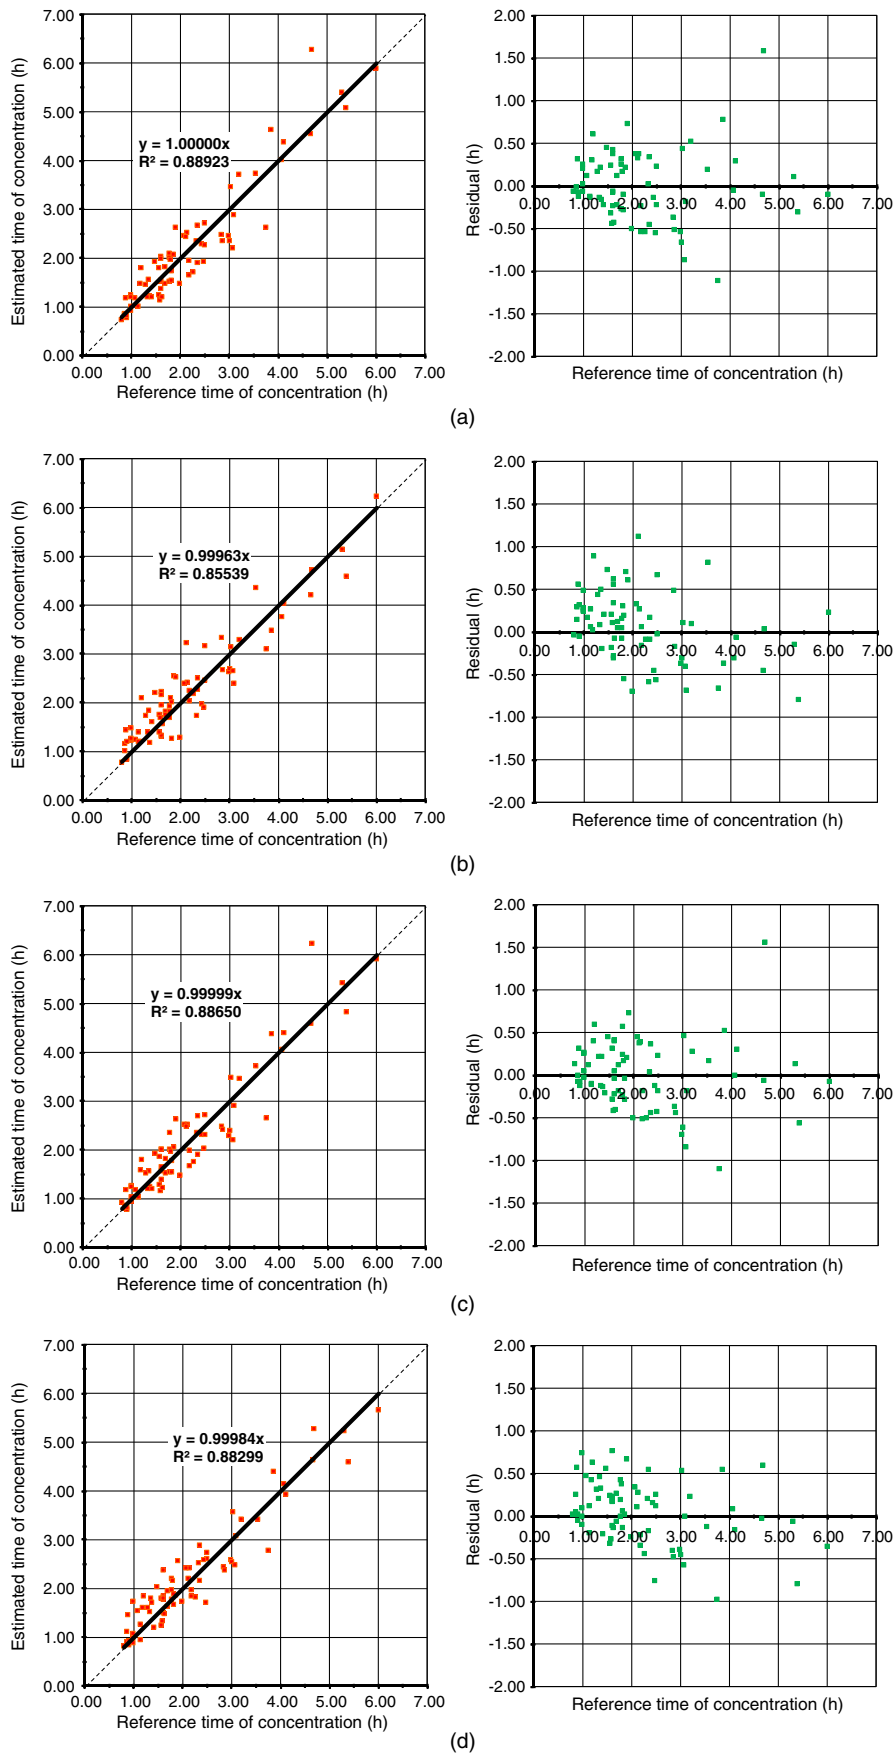 7.00
6.00
5.00
4.00
3.00
2.00
1.00
0.00
0.00 1.00 2.00 3.00 4.00 5.00 6.00 7.00
Estimated time of concentration (h)
Reference time of concentration (h)
y = 1.00000x
R² = 0.88923
2.00
1.50
1.00
0.50
0.00
-0.50
-1.00
-1.50
-2.00
0.00 1.00 2.00 3.00 4.00 5.00 6.00 7.00
Residual (h)
Reference time of concentration (h)
(a)
7.00
6.00
5.00
4.00
3.00
2.00
1.00
0.00
0.00 1.00 2.00 3.00 4.00 5.00 6.00 7.00
Estimated time of concentration (h)
Reference time of concentration (h)
y = 0.99963x
R² = 0.85539
2.00
1.50
1.00
0.50
0.00
-0.50
-1.00
-1.50
-2.00
0.00 1.00 2.00 3.00 4.00 5.00 6.00 7.00
Residual (h)
Reference time of concentration (h)
(b)
7.00
6.00
5.00
4.00
3.00
2.00
1.00
0.00
0.00 1.00 2.00 3.00 4.00 5.00 6.00 7.00
Estimated time of concentration (h)
Reference time of concentration (h)
y = 0.99999x
R² = 0.88650
2.00
1.50
1.00
0.50
0.00
-0.50
-1.00
-1.50
-2.00
0.00 1.00 2.00 3.00 4.00 5.00 6.00 7.00
Residual (h)
Reference time of concentration (h)
(c)
7.00
6.00
5.00
4.00
3.00
2.00
1.00
0.00
0.00 1.00 2.00 3.00 4.00 5.00 6.00 7.00
Estimated time of concentration (h)
Reference time of concentration (h)
y = 0.99984x
R² = 0.88299
2.00
1.50
1.00
0.50
0.00
-0.50
-1.00
-1.50
-2.00
0.00 1.00 2.00 3.00 4.00 5.00 6.00 7.00
Residual (h)
Reference time of concentration (h)
(d)